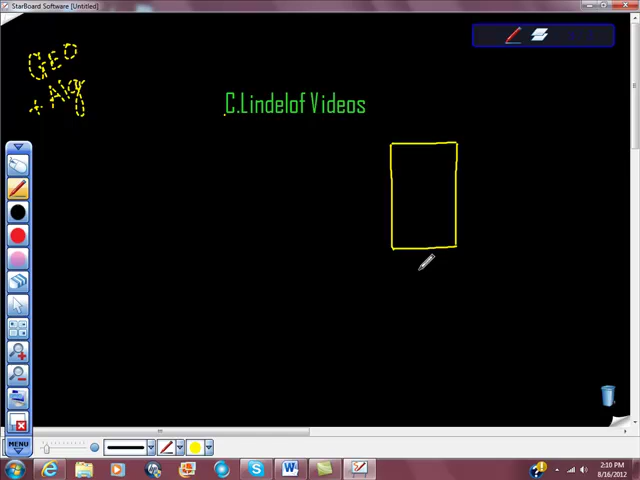 StarBoard Software [Untitled]
GEO
+ Alg
C.Lindelof Videos
MENU
2:10 PM
8/16/2012